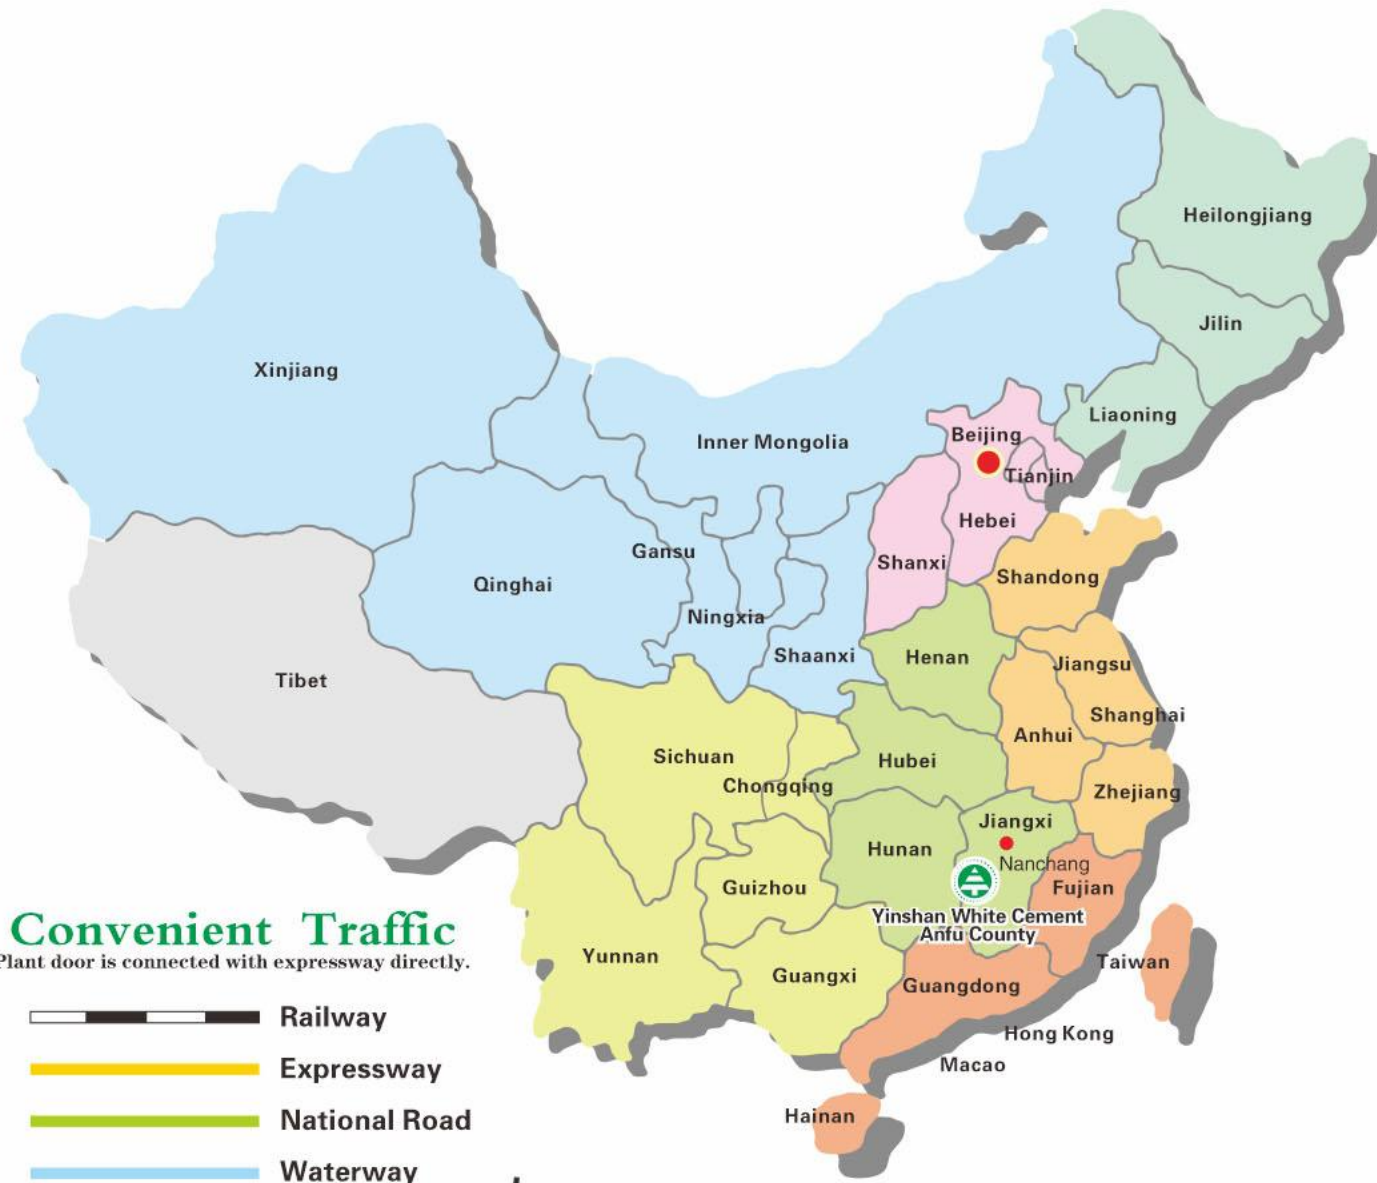 Heilongjiang
Jilin
Xinjiang
Liaoning
Beijing
Inner Mongolia
Tianjin
Hebei
Gansu
Shanxi
Shandong
Qinghai
Ningxia
Shaanxi
Henan
Jiangsu
Tibet
Shanghai
Anhui
Sichuan
Hubei
Chongqing
Zhejiang
Jiangxi
Hunan
Nanchang
Guizhou
Fujian
Yinshan White Cement
Anfu County
Yunnan
Guangxi
Taiwan
Guangdong
Hong Kong
Macao
Hainan
Convenient Traffic
Plant door is connected with expressway directly.
Railway
Expressway
National Road
Waterway